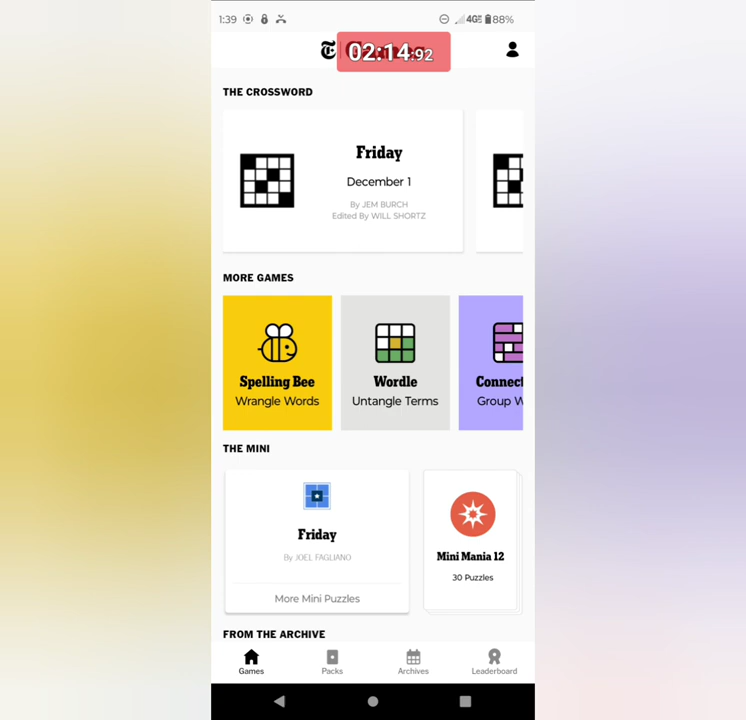 1:39
4GE 88%
02:14:92
THE CROSSWORD
Friday
December 1
By JEM BURCH
Edited By WILL SHORTZ
MORE GAMES
Spelling Bee
Wrangle Words
Wordle
Untangle Terms
Connect
Group W
THE MINI
Friday
By JOEL FAGLIANO
More Mini Puzzles
Mini Mania 12
30 Puzzles
FROM THE ARCHIVE
Games
Packs
Archives
Leaderboard